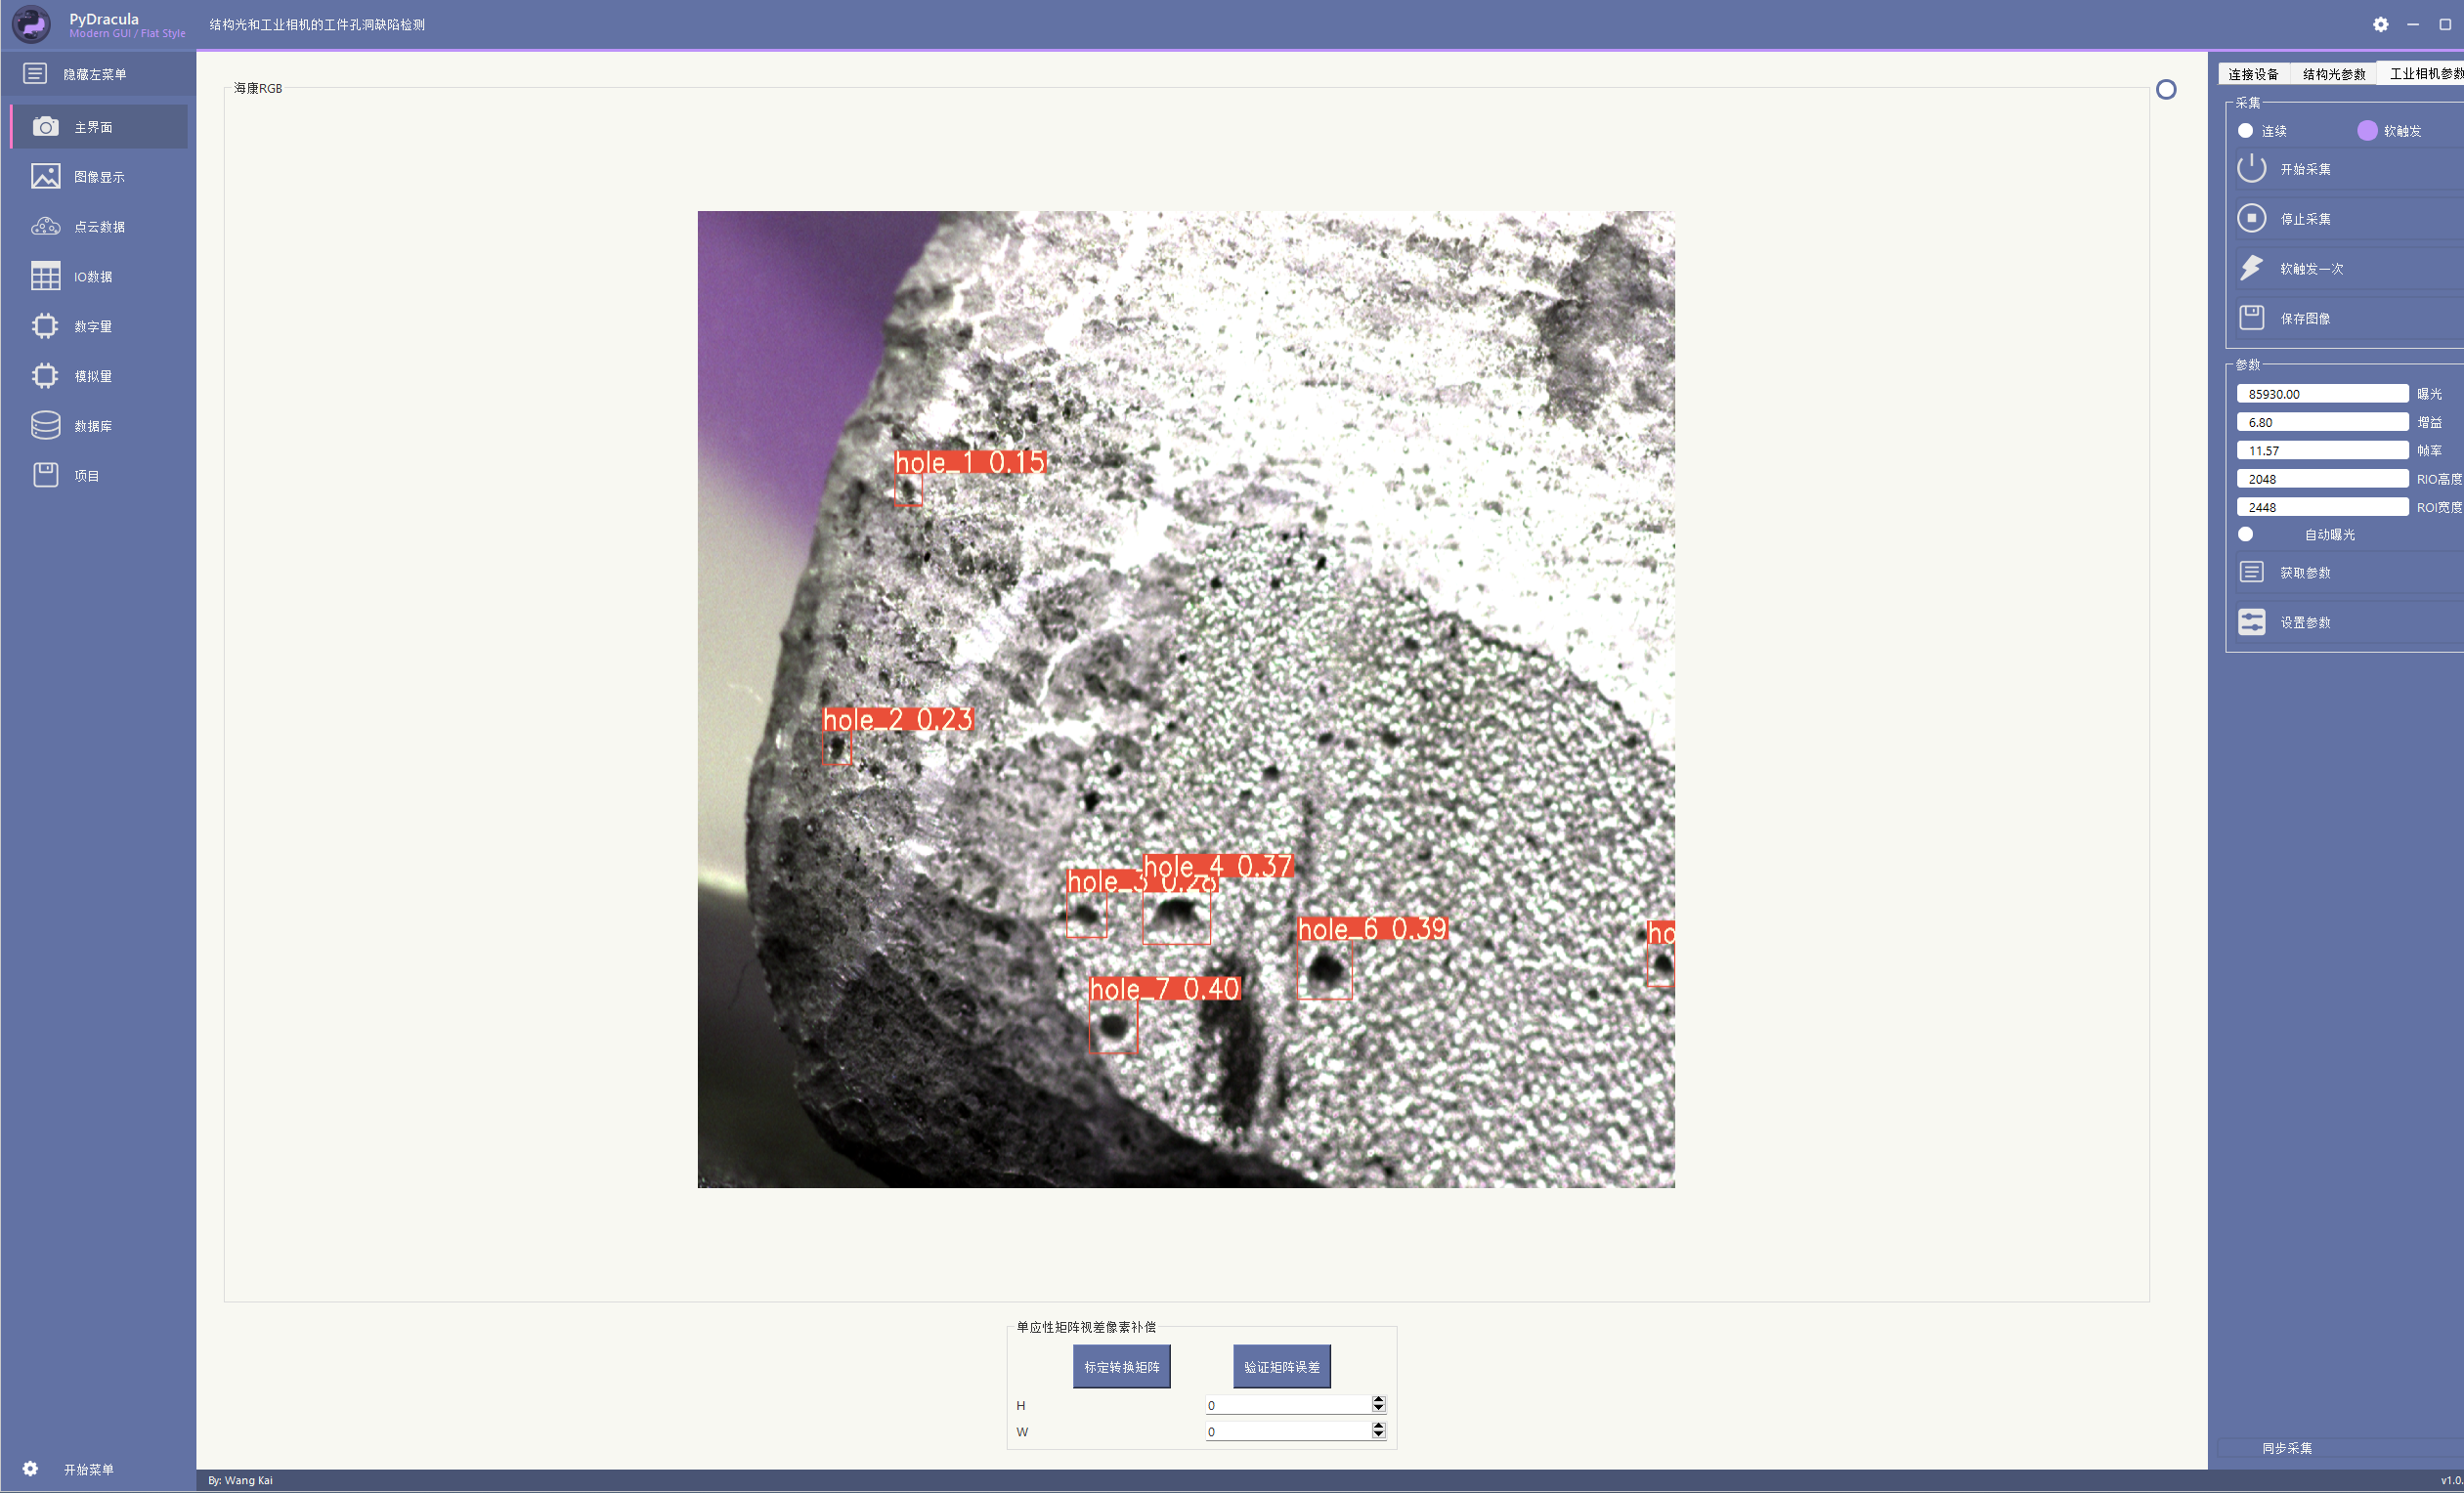 PyDracula
Modern GUI / Flat Style
结构光和工业相机的工件孔洞缺陷检测
隐藏左菜单
主界面
图像显示
点云数据
IO数据
数字量
模拟量
数据库
项目
开始菜单
海康RGB
hole_1 0.15
hole_2 0.23
hole_4 0.37
hole_3 0.28
hole_6 0.39
ho
hole_7 0.40
单应性矩阵视差像素补偿
标定转换矩阵
验证矩阵误差
H
0
W
0
连接设备
结构光参数
工业相机参数
采集
连续
软触发
开始采集
停止采集
软触发一次
保存图像
参数
85930.00
曝光
6.80
增益
11.57
帧率
2048
RIO高度
2448
ROI宽度
自动曝光
获取参数
设置参数
同步采集
By: Wang Kai
v1.0.